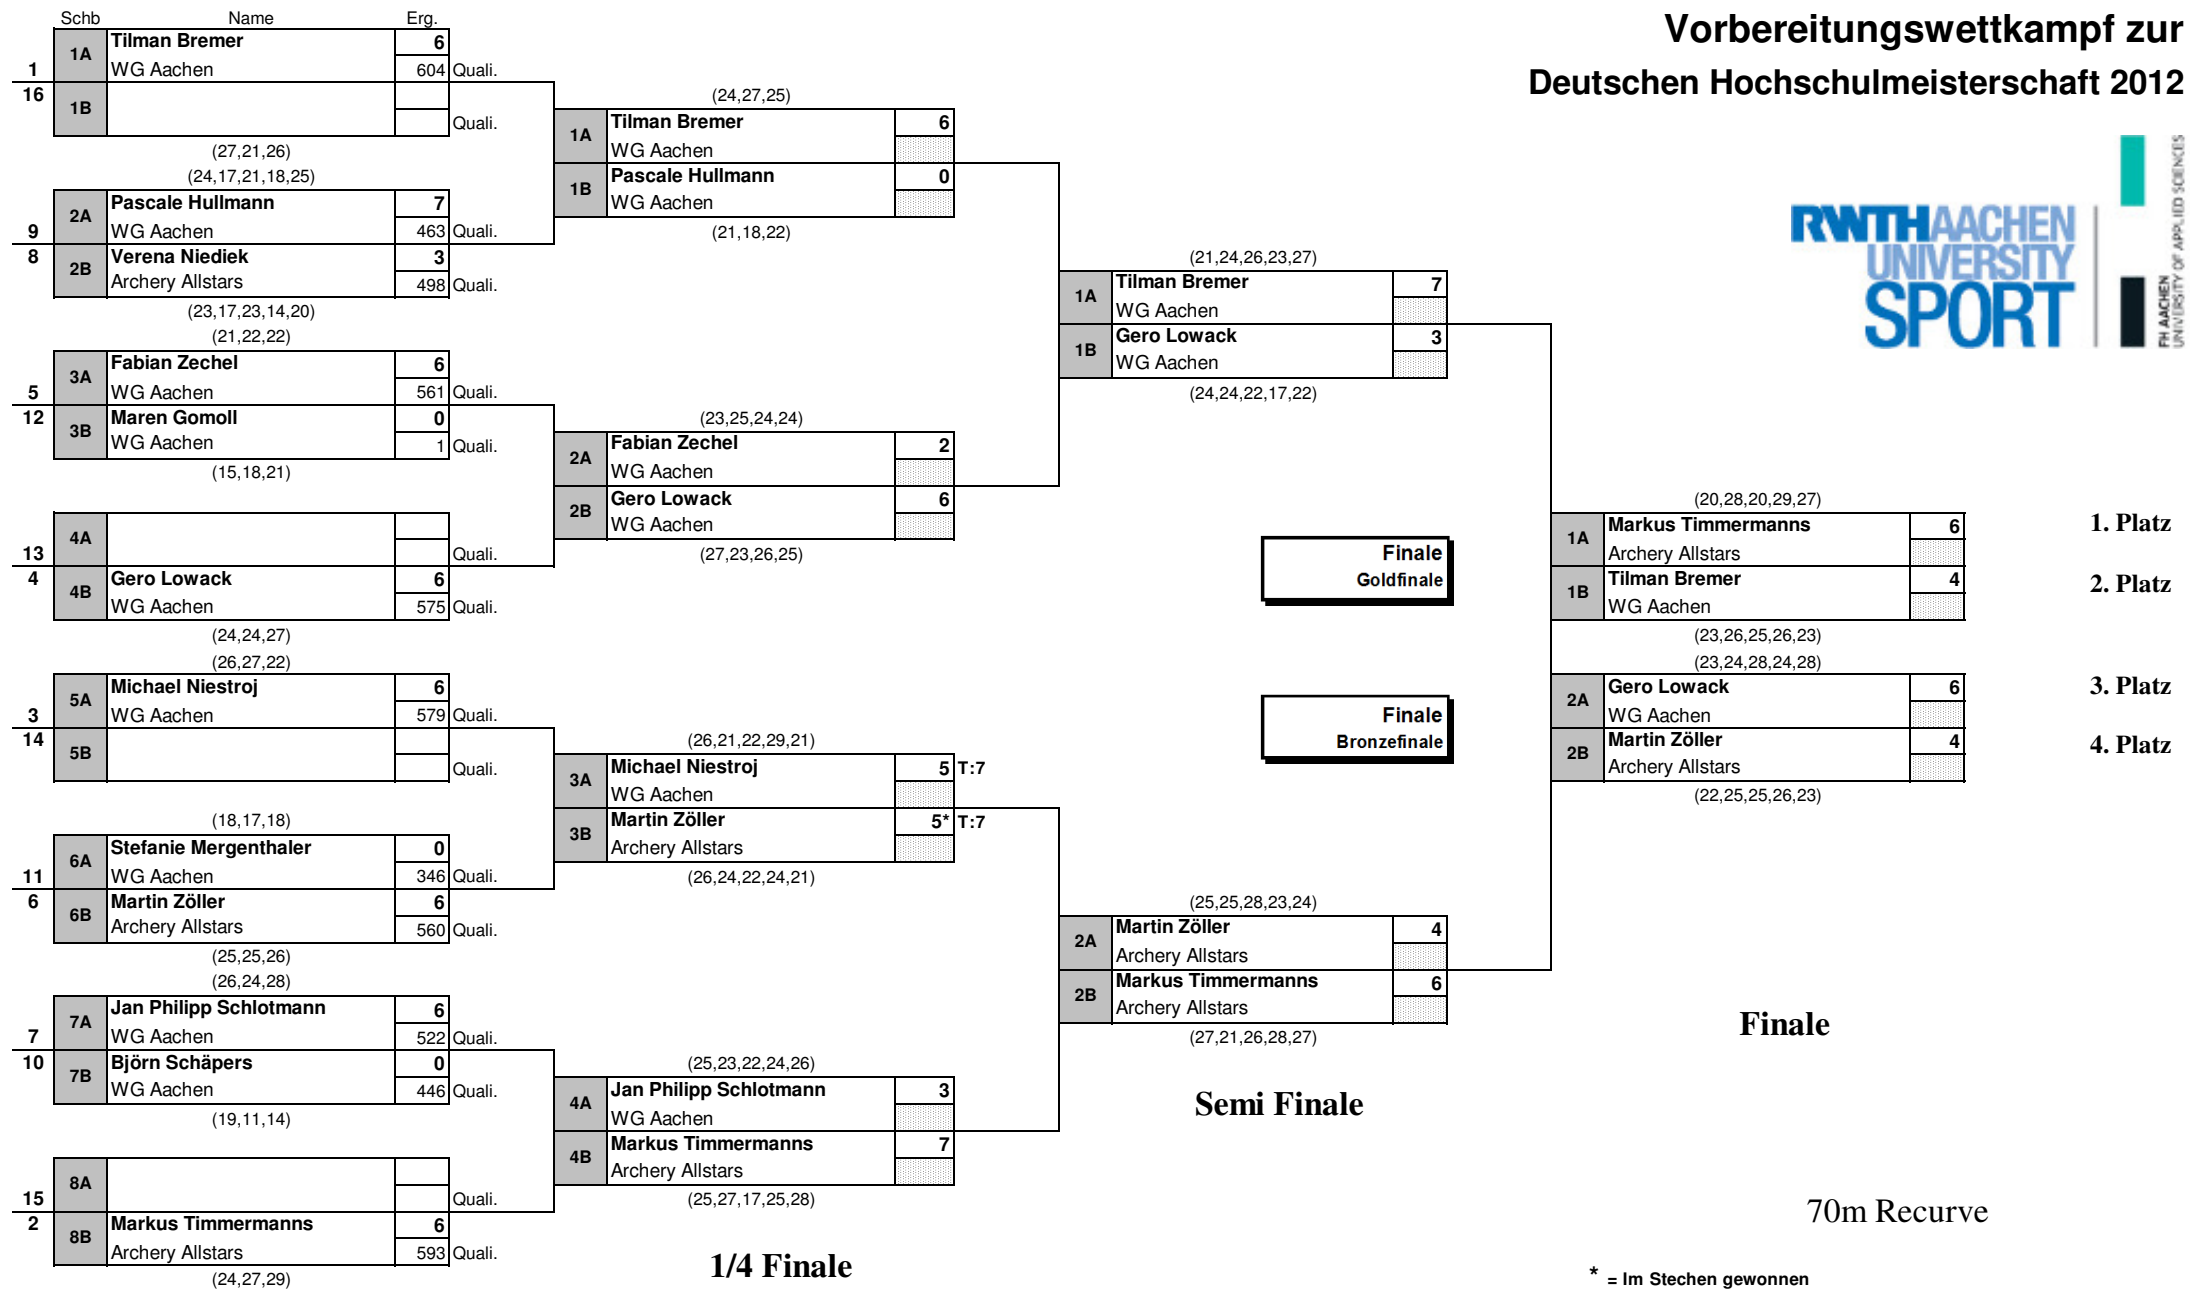 Vorbereitungswettkampf zur
Deutschen Hochschulmeisterschaft 2012
RWTHAACHEN
UNIVERSITY
SPORT
FH AACHEN
UNIVERSITY OF APPLIED SCIENCES
Schb Name Erg.
1A Tilman Bremer 6
1 WG Aachen 604 Quali.
16 1B Quali.
(27,21,26)
(24,17,21,18,25)
2A Pascale Hullmann 7
9 WG Aachen 463 Quali.
8 2B Verena Niediek 3
Archery Allstars 498 Quali.
(23,17,23,14,20)
(21,22,22)
3A Fabian Zechel 6
5 WG Aachen 561 Quali.
12 3B Maren Gomoll 0
WG Aachen 1 Quali.
(15,18,21)
4A
13 Quali.
4 4B Gero Lowack 6
WG Aachen 575 Quali.
(24,24,27)
(26,27,22)
5A Michael Niestroj 6
3 WG Aachen 579 Quali.
14 5B Quali.
(18,17,18)
6A Stefanie Mergenthaler 0
11 WG Aachen 346 Quali.
6 6B Martin Zöller 6
Archery Allstars 560 Quali.
(25,25,26)
(26,24,28)
7A Jan Philipp Schlotmann 6
7 WG Aachen 522 Quali.
10 7B Björn Schäpers 0
WG Aachen 446 Quali.
(19,11,14)
8A
15 Quali.
2 8B Markus Timmermanns 6
Archery Allstars 593 Quali.
(24,27,29)
(24,27,25)
1A Tilman Bremer 6
WG Aachen
1B Pascale Hullmann 0
WG Aachen
(21,18,22)
(23,25,24,24)
2A Fabian Zechel 2
WG Aachen
2B Gero Lowack 6
WG Aachen
(27,23,26,25)
(26,21,22,29,21)
3A Michael Niestroj 5 T:7
WG Aachen
3B Martin Zöller 5* T:7
Archery Allstars
(26,24,22,24,21)
(25,23,22,24,26)
4A Jan Philipp Schlotmann 3
WG Aachen
4B Markus Timmermanns 7
Archery Allstars
(25,27,17,25,28)
1/4 Finale
(21,24,26,23,27)
1A Tilman Bremer 7
WG Aachen
1B Gero Lowack 3
WG Aachen
(24,24,22,17,22)
Finale
Goldfinale
Finale
Bronzefinale
(25,25,28,23,24)
2A Martin Zöller 4
Archery Allstars
2B Markus Timmermanns 6
Archery Allstars
(27,21,26,28,27)
Semi Finale
(20,28,20,29,27)
1A Markus Timmermanns 6 1. Platz
Archery Allstars
1B Tilman Bremer 4 2. Platz
WG Aachen
(23,26,25,26,23)
(23,24,28,24,28)
2A Gero Lowack 6 3. Platz
WG Aachen
2B Martin Zöller 4 4. Platz
Archery Allstars
(22,25,25,26,23)
Finale
70m Recurve
* = Im Stechen gewonnen